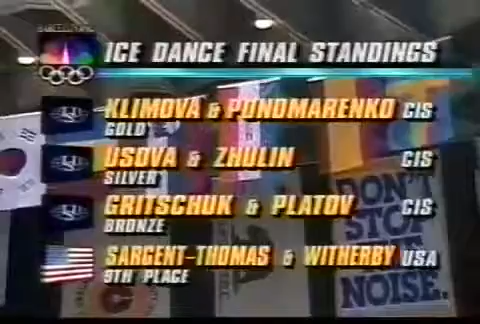 ICE DANCE FINAL STANDINGS
KLIMOVA & PONOMARENKO CIS
GOLD
USOVA & ZHULIN CIS
SILVER
GRITSCHUK & PLATOV CIS
BRONZE
SARGENT-THOMAS & WITHERBY USA
9TH PLACE
DON'T
STOP
NOISE.